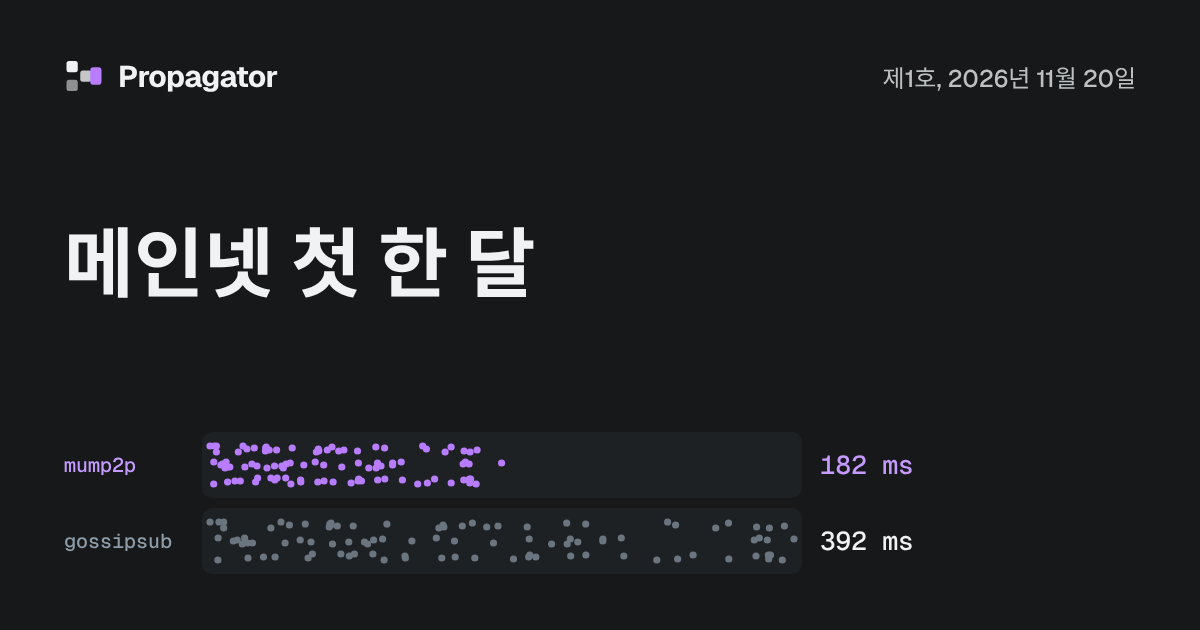 Propagator
제1호, 2026년 11월 20일
메인넷 첫 한 달
mump2p
182 ms
gossipsub
392 ms